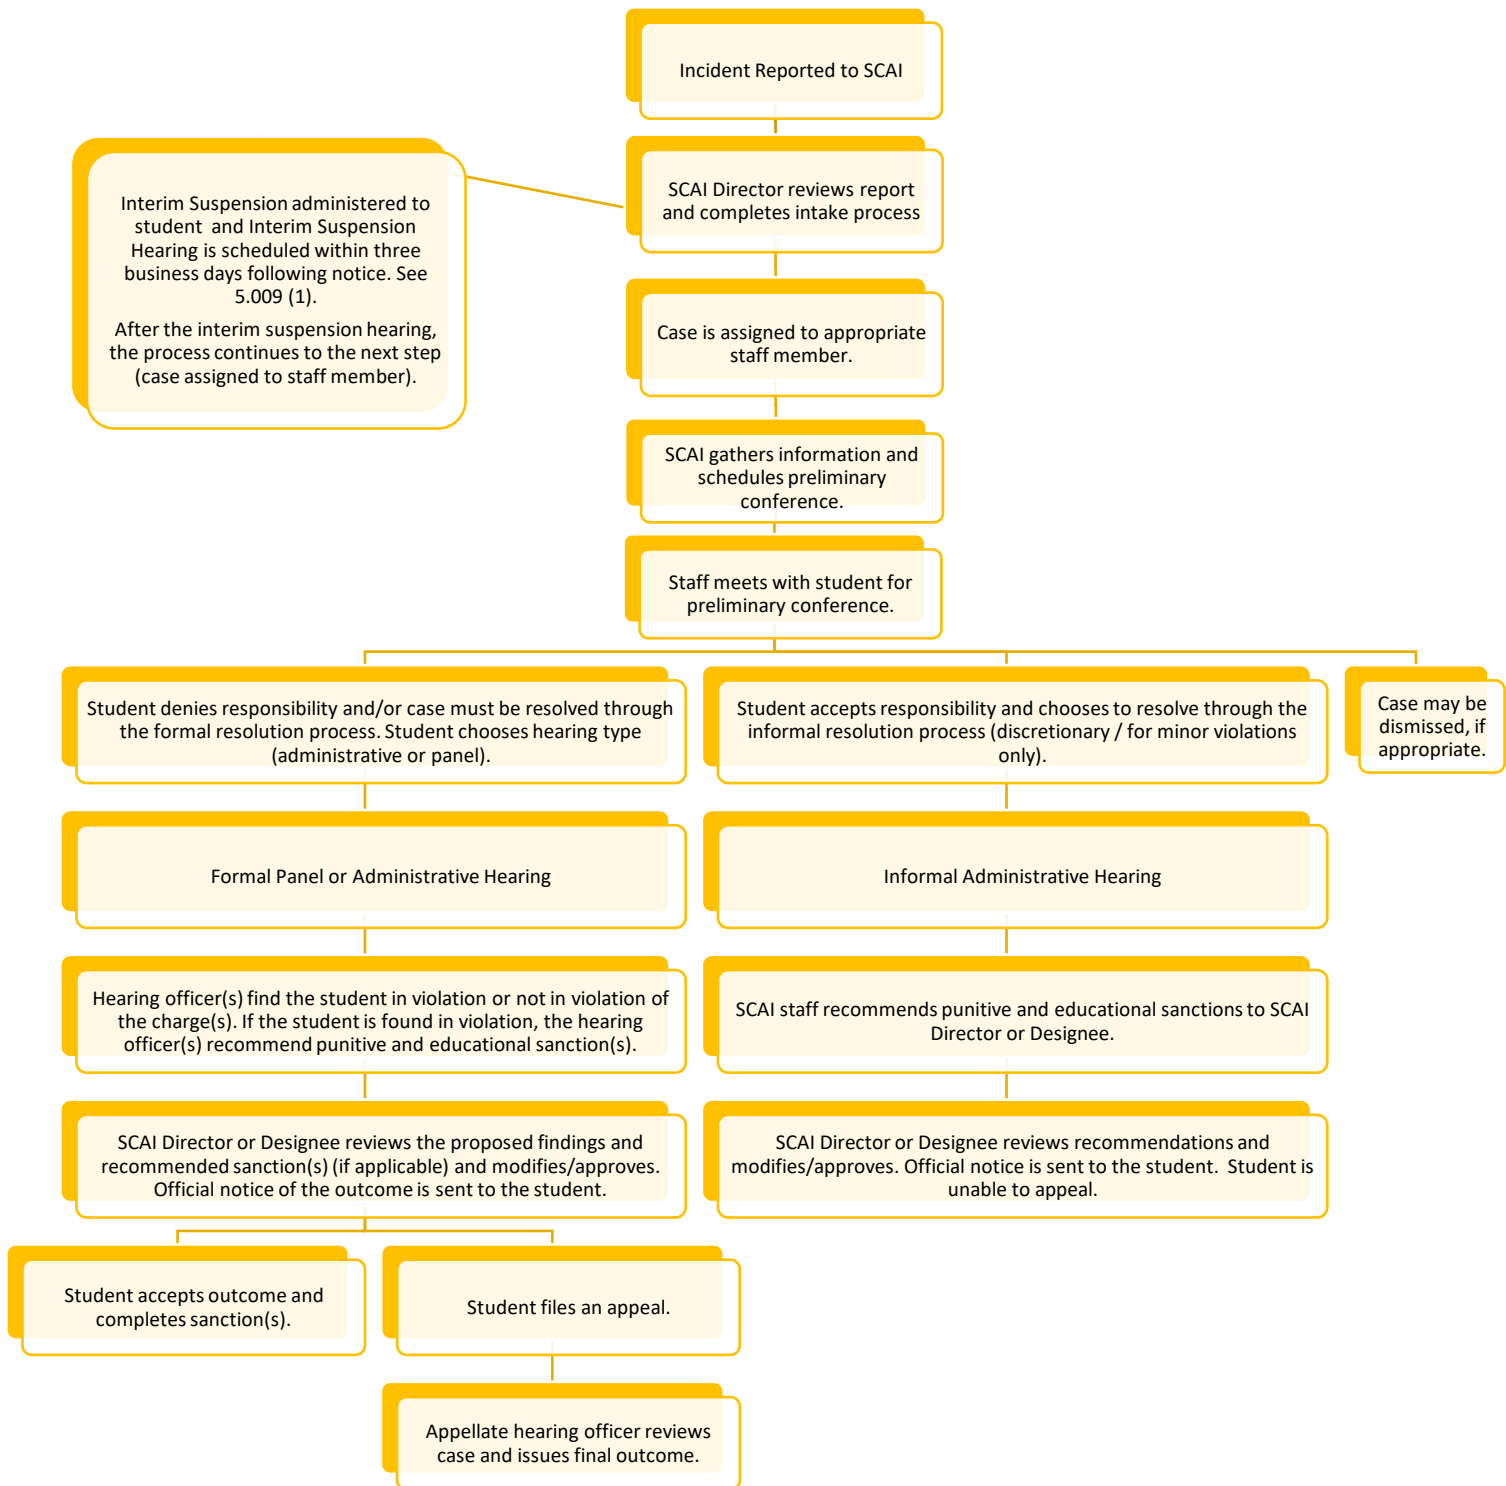 Incident Reported to SCAI
SCAI Director reviews report
and completes intake process
Interim Suspension administered to
student and Interim Suspension
Hearing is scheduled within three
business days following notice. See
5.009 (1).
After the interim suspension hearing,
the process continues to the next step
(case assigned to staff member).
Case is assigned to appropriate
staff member.
SCAI gathers information and
schedules preliminary
conference.
Staff meets with student for
preliminary conference.
Student denies responsibility and/or case must be resolved through
the formal resolution process. Student chooses hearing type
(administrative or panel).
Student accepts responsibility and chooses to resolve through the
informal resolution process (discretionary / for minor violations
only).
Case may be
dismissed, if
appropriate.
Formal Panel or Administrative Hearing
Informal Administrative Hearing
Hearing officer(s) find the student in violation or not in violation of
the charge(s). If the student is found in violation, the hearing
officer(s) recommend punitive and educational sanction(s).
SCAI staff recommends punitive and educational sanctions to SCAI
Director or Designee.
SCAI Director or Designee reviews the proposed findings and
recommended sanction(s) (if applicable) and modifies/approves.
Official notice of the outcome is sent to the student.
SCAI Director or Designee reviews recommendations and
modifies/approves. Official notice is sent to the student. Student is
unable to appeal.
Student accepts outcome and
completes sanction(s).
Student files an appeal.
Appellate hearing officer reviews
case and issues final outcome.